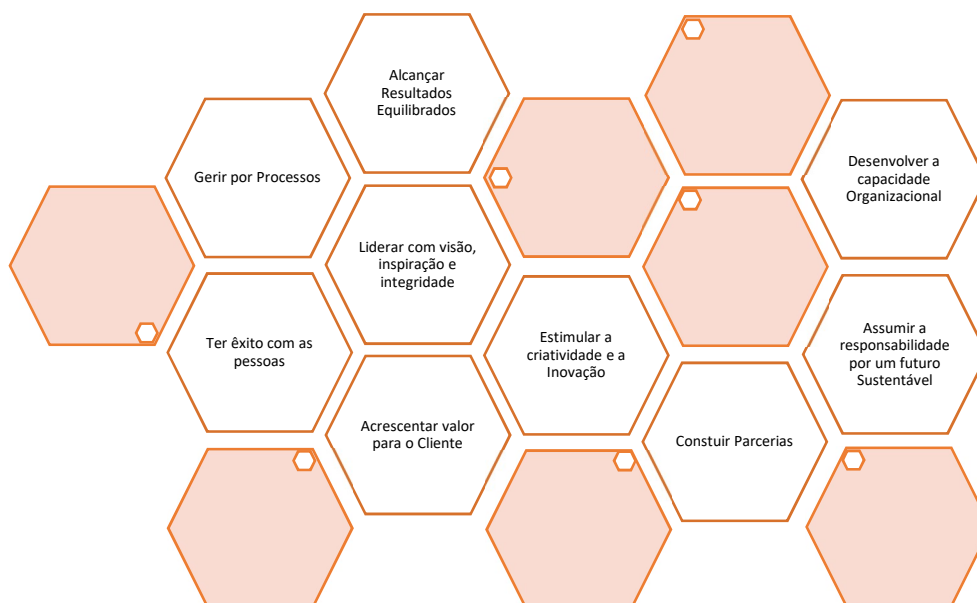 Alcançar
Resultados
Equilibrados
Gerir por Processos
Desenvolver a
capacidade
Organizacional
Liderar com visão,
inspiração e
integridade
Ter êxito com as
pessoas
Estimular a
criatividade e a
Inovação
Assumir a
responsabilidade
por um futuro
Sustentável
Acrescentar valor
para o Cliente
Constuir Parcerias